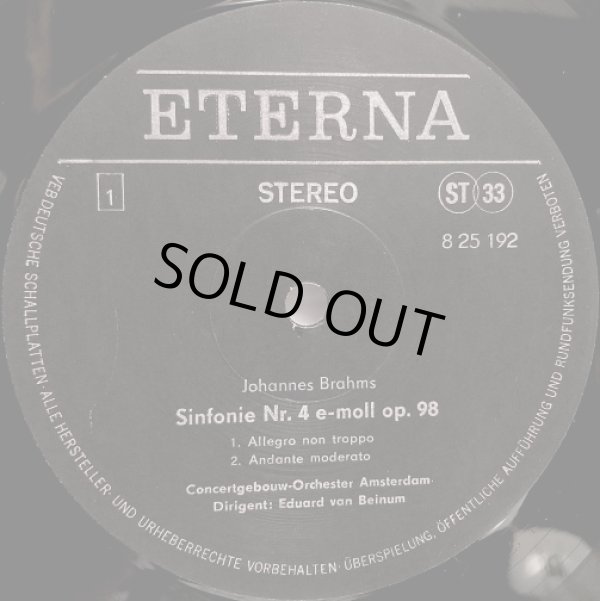 ETERNA
1
STEREO
ST 33
8 25 192
SOLD OUT
Johannes Brahms
Sinfonie Nr. 4 e-moll op. 98
1. Allegro non troppo
2. Andante moderato
Concertgebouw-Orchester Amsterdam
Dirigent: Eduard van Beinum
VEB DEUTSCHE SCHALLPLATTEN · ALLE HERSTELLER- UND URHEBERRECHTE VORBEHALTEN · ÜBERSPIELUNG, ÖFFENTLICHE AUFFÜHRUNG UND RUNDFUNKSENDUNG VERBOTEN